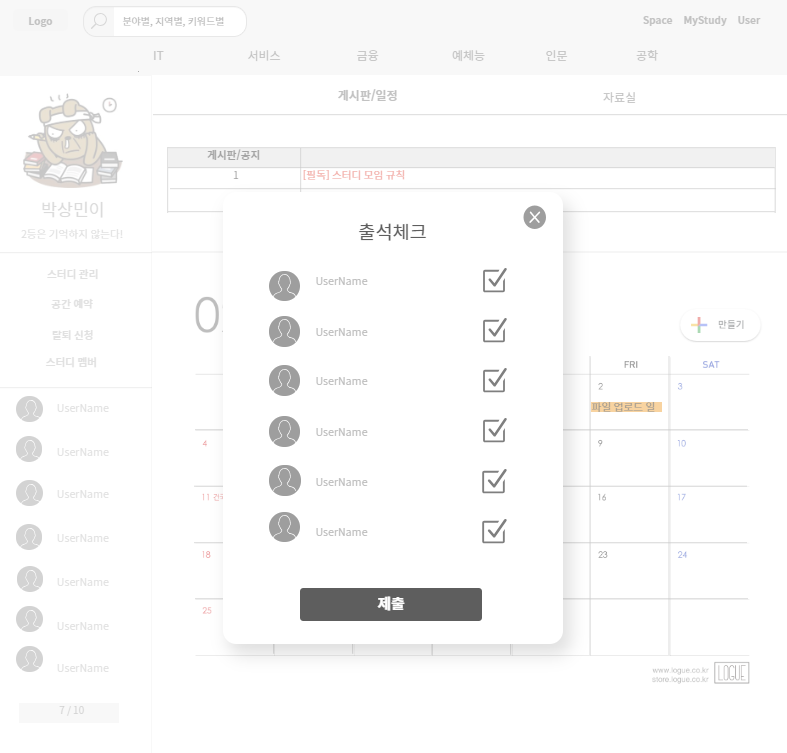 Logo
분야별, 지역별, 키워드별
Space MyStudy User
IT 서비스 금융 예체능 인문 공학
게시판/일정 자료실
게시판/공지
1 [필독] 스터디 모임 규칙
박상민이
2등은 기억하지 않는다!
스터디 관리
공간 예약
탈퇴 신청
스터디 멤버
UserName
UserName
UserName
UserName
UserName
UserName
UserName
7 / 10
출석체크
UserName
UserName
UserName
UserName
UserName
UserName
제출
0
만들기
FRI SAT
2 3
파일 업로드 일
4 9 10
11 16 17
18 23 24
25
www.logue.co.kr
store.logue.co.kr
LOGUE